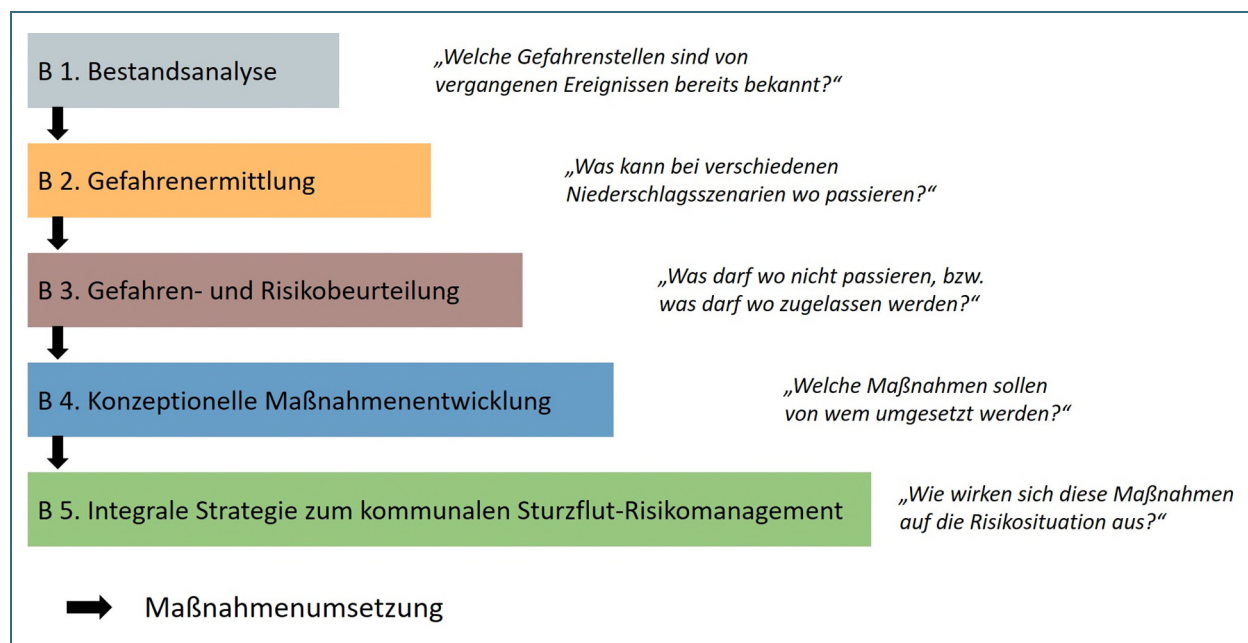 B 1. Bestandsanalyse
„Welche Gefahrenstellen sind von
vergangenen Ereignissen bereits bekannt?“
B 2. Gefahrenermittlung
„Was kann bei verschiedenen
Niederschlagsszenarien wo passieren?“
B 3. Gefahren- und Risikobeurteilung
„Was darf wo nicht passieren, bzw.
was darf wo zugelassen werden?“
B 4. Konzeptionelle Maßnahmenentwicklung
„Welche Maßnahmen sollen
von wem umgesetzt werden?“
B 5. Integrale Strategie zum kommunalen Sturzflut-Risikomanagement
„Wie wirken sich diese Maßnahmen
auf die Risikosituation aus?“
Maßnahmenumsetzung